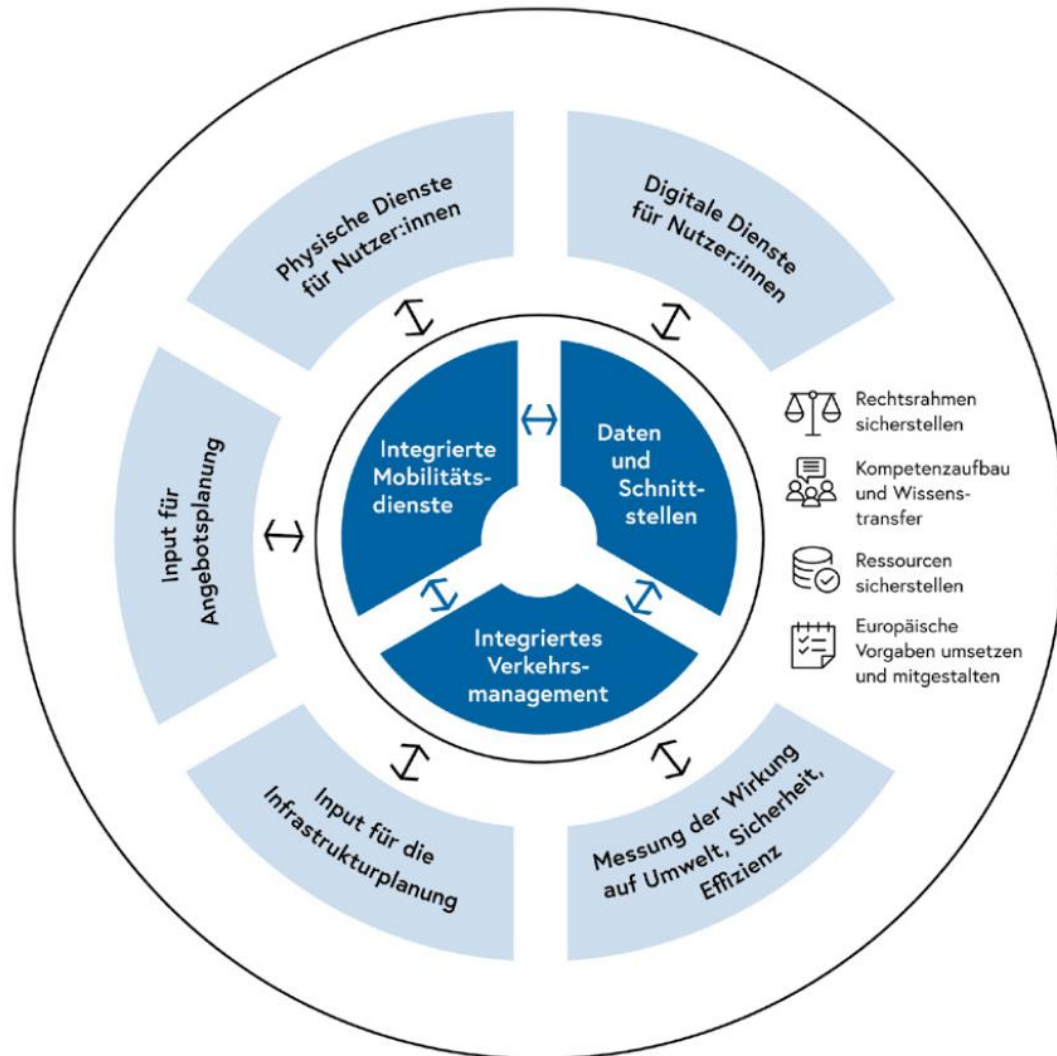 Physische Dienste
für Nutzer:innen
Digitale Dienste
für Nutzer:innen
Integrierte
Mobilitäts-
dienste
Daten
und
Schnitt-
stellen
Integriertes
Verkehrs-
management
Input für
Angebotsplanung
Rechtsrahmen
sicherstellen
Kompetenzaufbau
und Wissens-
transfer
Ressourcen
sicherstellen
Europäische
Vorgaben umsetzen
und mitgestalten
Input für die
Infrastrukturplanung
Messung der Wirkung
auf Umwelt, Sicherheit,
Effizienz